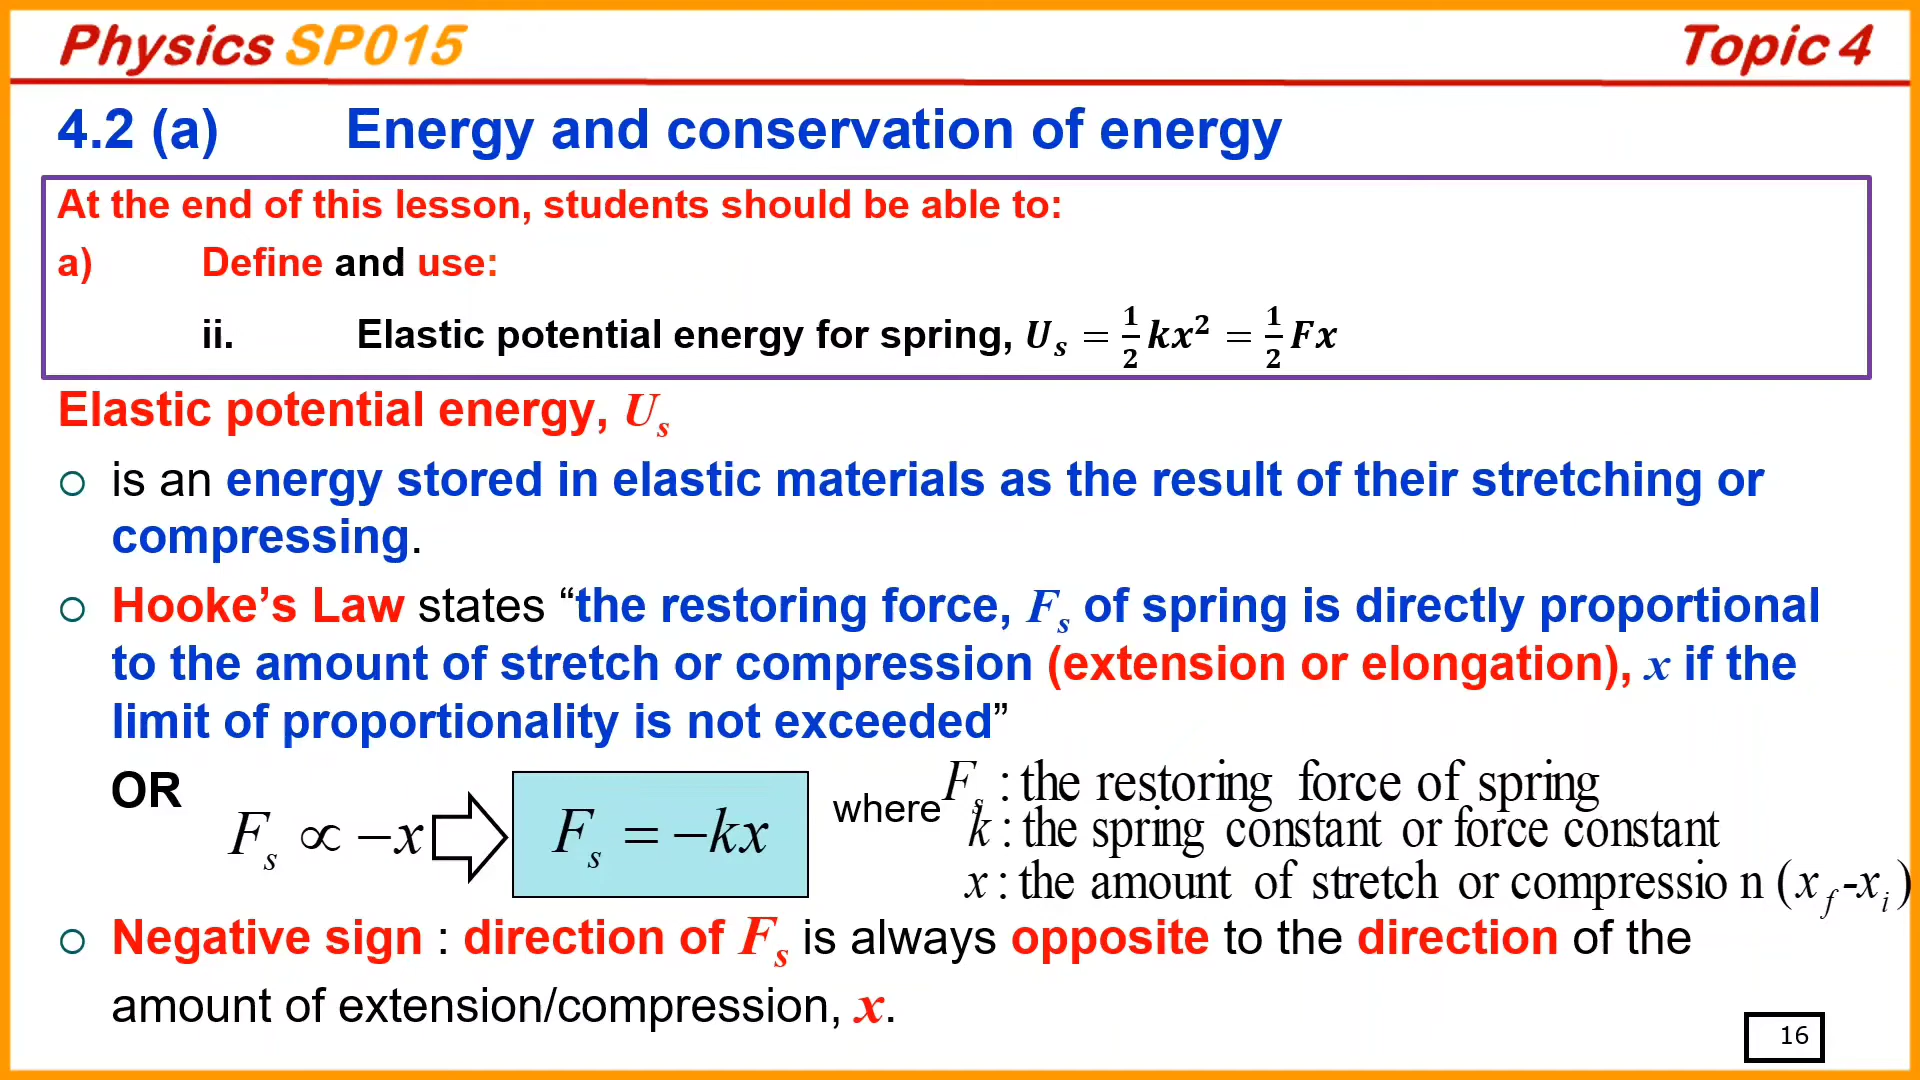 Physics SP015 Topic 4
4.2 (a) Energy and conservation of energy
At the end of this lesson, students should be able to:
a) Define and use:
ii. Elastic potential energy for spring, Uₛ = ½kx² = ½Fx
Elastic potential energy, Uₛ
○ is an energy stored in elastic materials as the result of their stretching or
compressing.
○ Hooke’s Law states “the restoring force, Fₛ of spring is directly proportional
to the amount of stretch or compression (extension or elongation), x if the
limit of proportionality is not exceeded”
OR
Fₛ ∝ −x ⇨ Fₛ = −kx where
Fₛ : the restoring force of spring
k : the spring constant or force constant
x : the amount of stretch or compressio n (x_f-x_i)
○ Negative sign : direction of Fₛ is always opposite to the direction of the
amount of extension/compression, x.
16